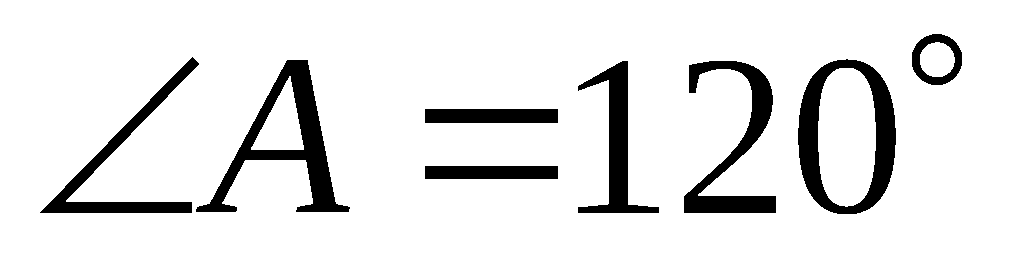 ∠A = 120°